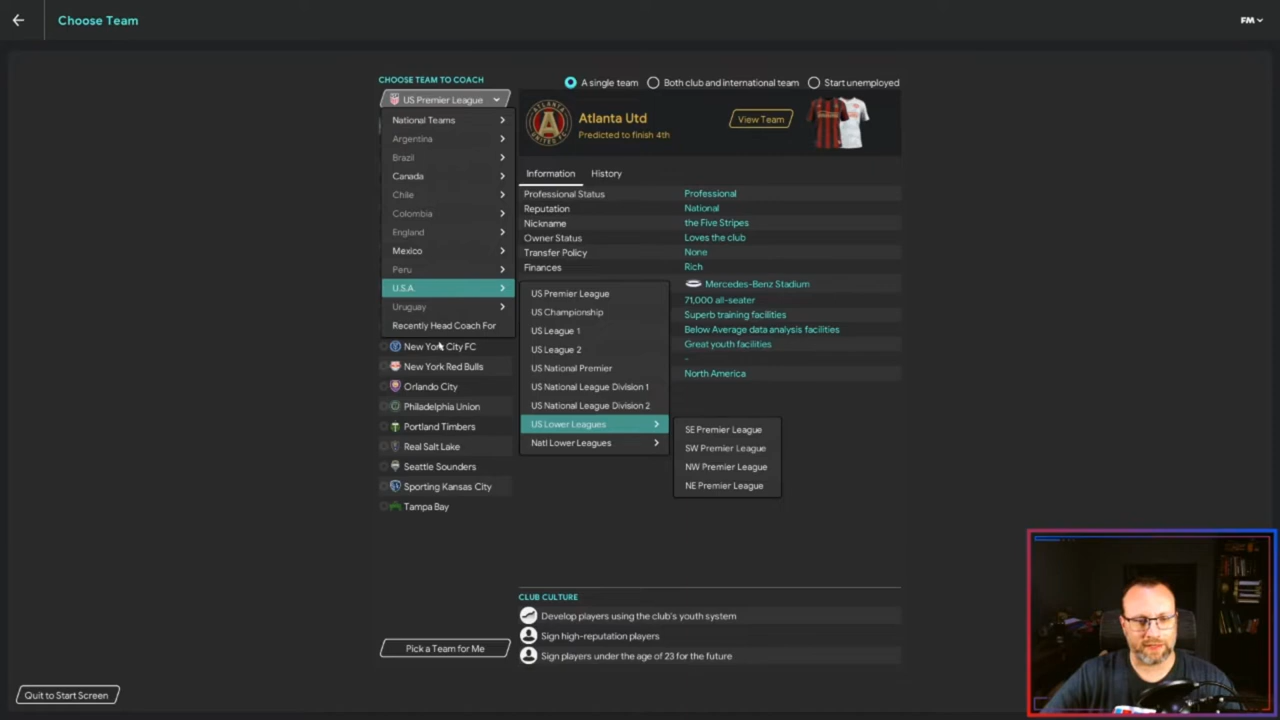 Choose Team
FM
CHOOSE TEAM TO COACH
A single team
Both club and international team
Start unemployed
US Premier League
National Teams
Argentina
Brazil
Canada
Chile
Colombia
England
Mexico
Peru
U.S.A.
Uruguay
Recently Head Coach For
New York City FC
New York Red Bulls
Orlando City
Philadelphia Union
Portland Timbers
Real Salt Lake
Seattle Sounders
Sporting Kansas City
Tampa Bay
Pick a Team for Me
Atlanta Utd
Predicted to finish 4th
View Team
Information
History
Professional Status Professional
Reputation National
Nickname the Five Stripes
Owner Status Loves the club
Transfer Policy None
Finances Rich
Mercedes-Benz Stadium
71,000 all-seater
Superb training facilities
Below Average data analysis facilities
Great youth facilities
-
North America
US Premier League
US Championship
US League 1
US League 2
US National Premier
US National League Division 1
US National League Division 2
US Lower Leagues
Natl Lower Leagues
SE Premier League
SW Premier League
NW Premier League
NE Premier League
CLUB CULTURE
Develop players using the club's youth system
Sign high-reputation players
Sign players under the age of 23 for the future
Quit to Start Screen